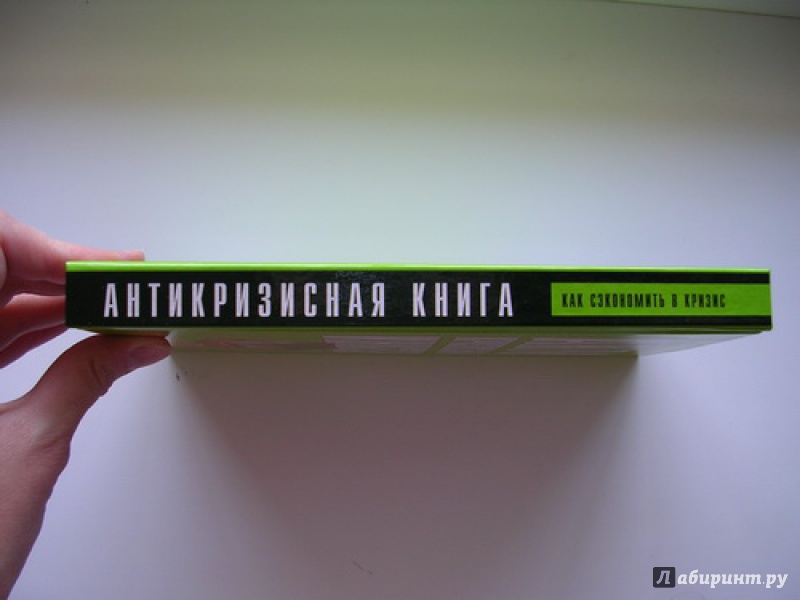 АНТИКРИЗИСНАЯ КНИГА
КАК СЭКОНОМИТЬ В КРИЗИС
Лабиринт.ру